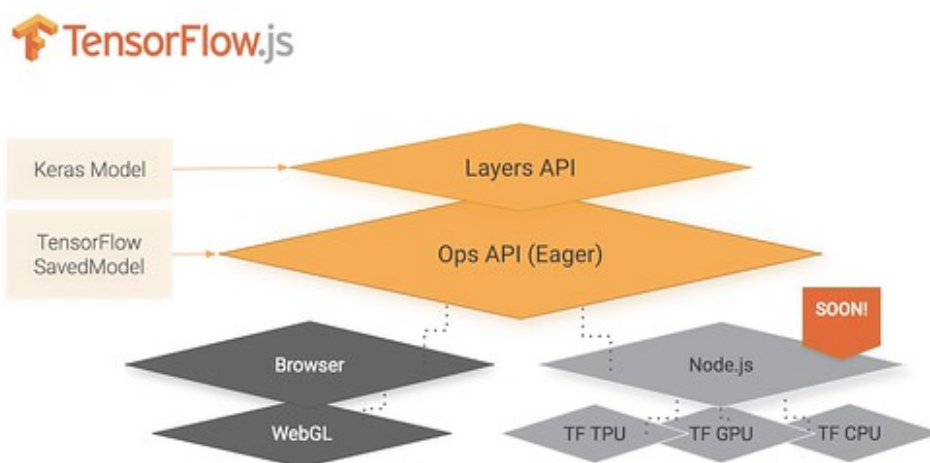 TensorFlow.js
Keras Model
Layers API
TensorFlow
SavedModel
Ops API (Eager)
SOON!
Browser
Node.js
WebGL
TF TPU
TF GPU
TF CPU